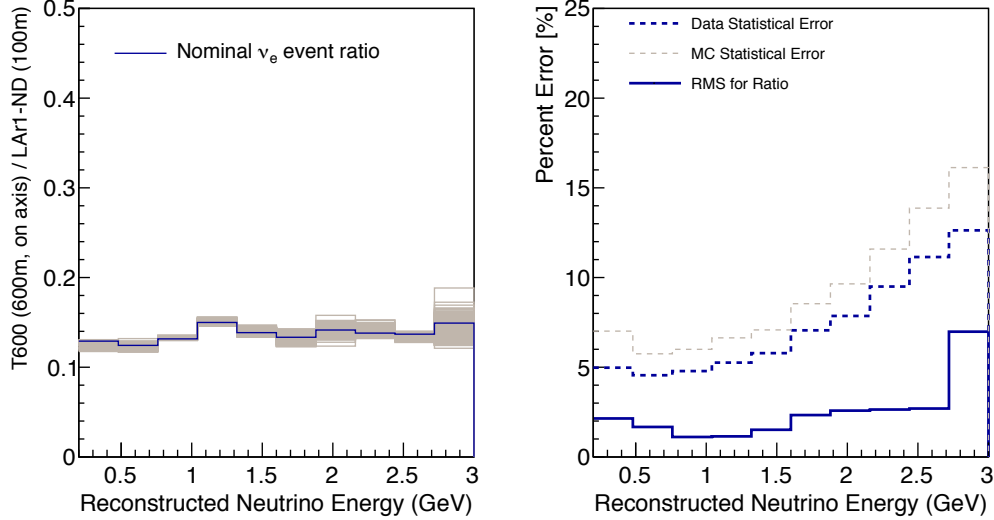 T600 (600m, on axis) / LAr1-ND (100m)
0.5
0.4
0.3
0.2
0.1
0
Nominal νe event ratio
0.5 1 1.5 2 2.5 3
Reconstructed Neutrino Energy (GeV)
Percent Error [%]
25
20
15
10
5
0
Data Statistical Error
MC Statistical Error
RMS for Ratio
0.5 1 1.5 2 2.5 3
Reconstructed Neutrino Energy (GeV)